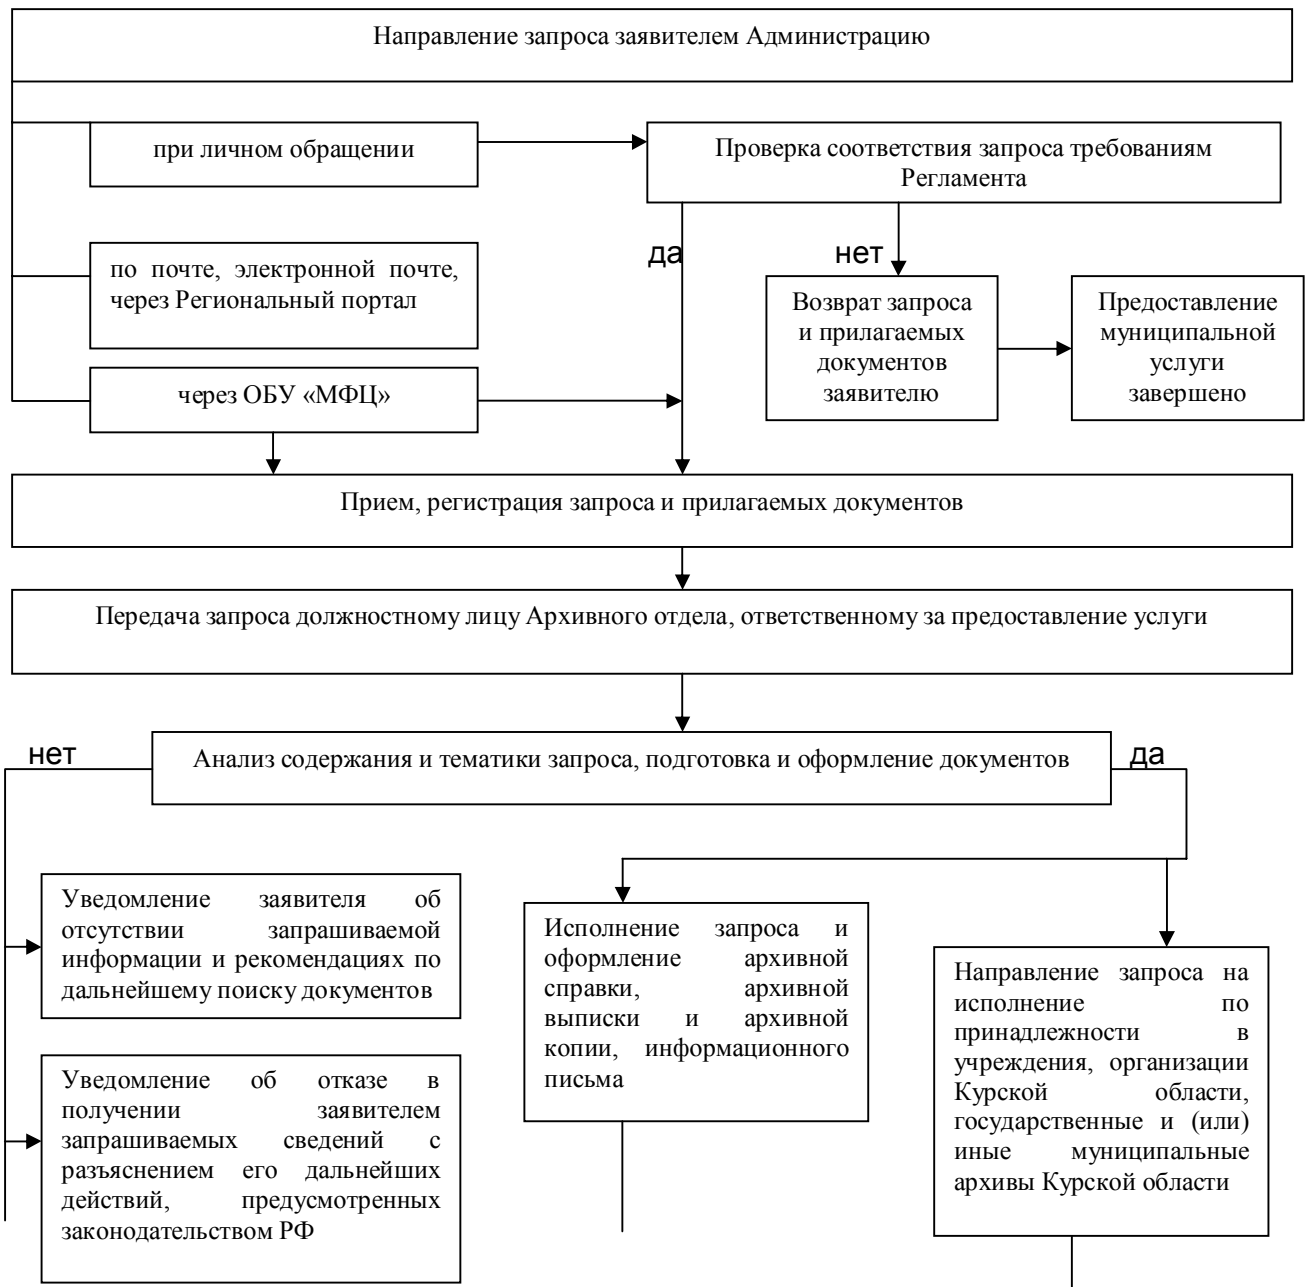 Направление запроса заявителем Администрацию
при личном обращении
Проверка соответствия запроса требованиям
Регламента
да
нет
по почте, электронной почте,
через Региональный портал
Возврат запроса
и прилагаемых
документов
заявителю
Предоставление
муниципальной
услуги
завершено
через ОБУ «МФЦ»
Прием, регистрация запроса и прилагаемых документов
Передача запроса должностному лицу Архивного отдела, ответственному за предоставление услуги
нет
Анализ содержания и тематики запроса, подготовка и оформление документов
да
Уведомление заявителя об
отсутствии запрашиваемой
информации и рекомендациях по
дальнейшему поиску документов
Исполнение запроса и
оформление архивной
справки, архивной
выписки и архивной
копии, информационного
письма
Направление запроса на
исполнение по
принадлежности в
учреждения, организации
Курской области,
государственные и (или)
иные муниципальные
архивы Курской области
Уведомление об отказе в
получении заявителем
запрашиваемых сведений с
разъяснением его дальнейших
действий, предусмотренных
законодательством РФ